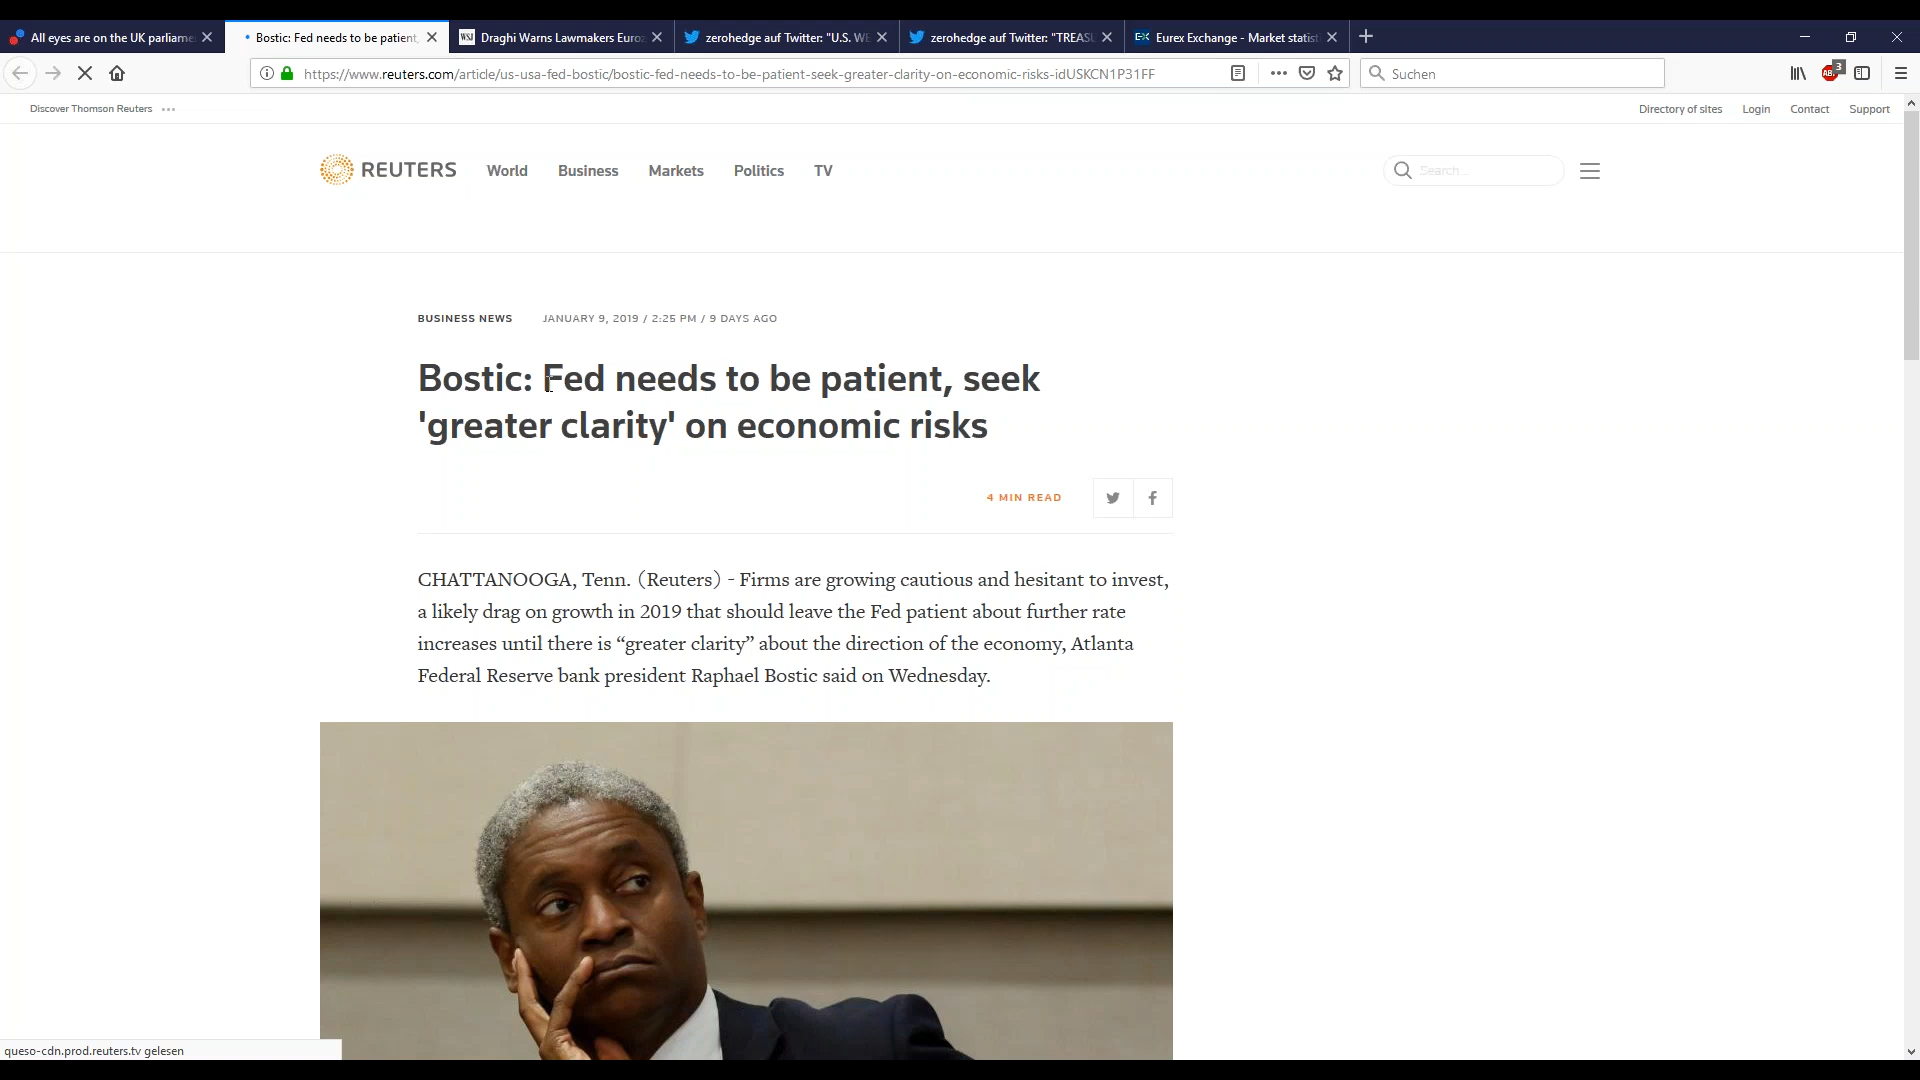 All eyes are on the UK parliame
Bostic: Fed needs to be patient,
WSJ Draghi Warns Lawmakers Euroz
zerohedge auf Twitter: "U.S. WE
zerohedge auf Twitter: "TREASU
EX Eurex Exchange - Market statist
https://www.reuters.com/article/us-usa-fed-bostic/bostic-fed-needs-to-be-patient-seek-greater-clarity-on-economic-risks-idUSKCN1P31FF
Suchen
ABP 3
Discover Thomson Reuters
Directory of sites Login Contact Support
REUTERS World Business Markets Politics TV
Search...
BUSINESS NEWS JANUARY 9, 2019 / 2:25 PM / 9 DAYS AGO
Bostic: Fed needs to be patient, seek
'greater clarity' on economic risks
4 MIN READ
CHATTANOOGA, Tenn. (Reuters) - Firms are growing cautious and hesitant to invest,
a likely drag on growth in 2019 that should leave the Fed patient about further rate
increases until there is “greater clarity” about the direction of the economy, Atlanta
Federal Reserve bank president Raphael Bostic said on Wednesday.
queso-cdn.prod.reuters.tv gelesen